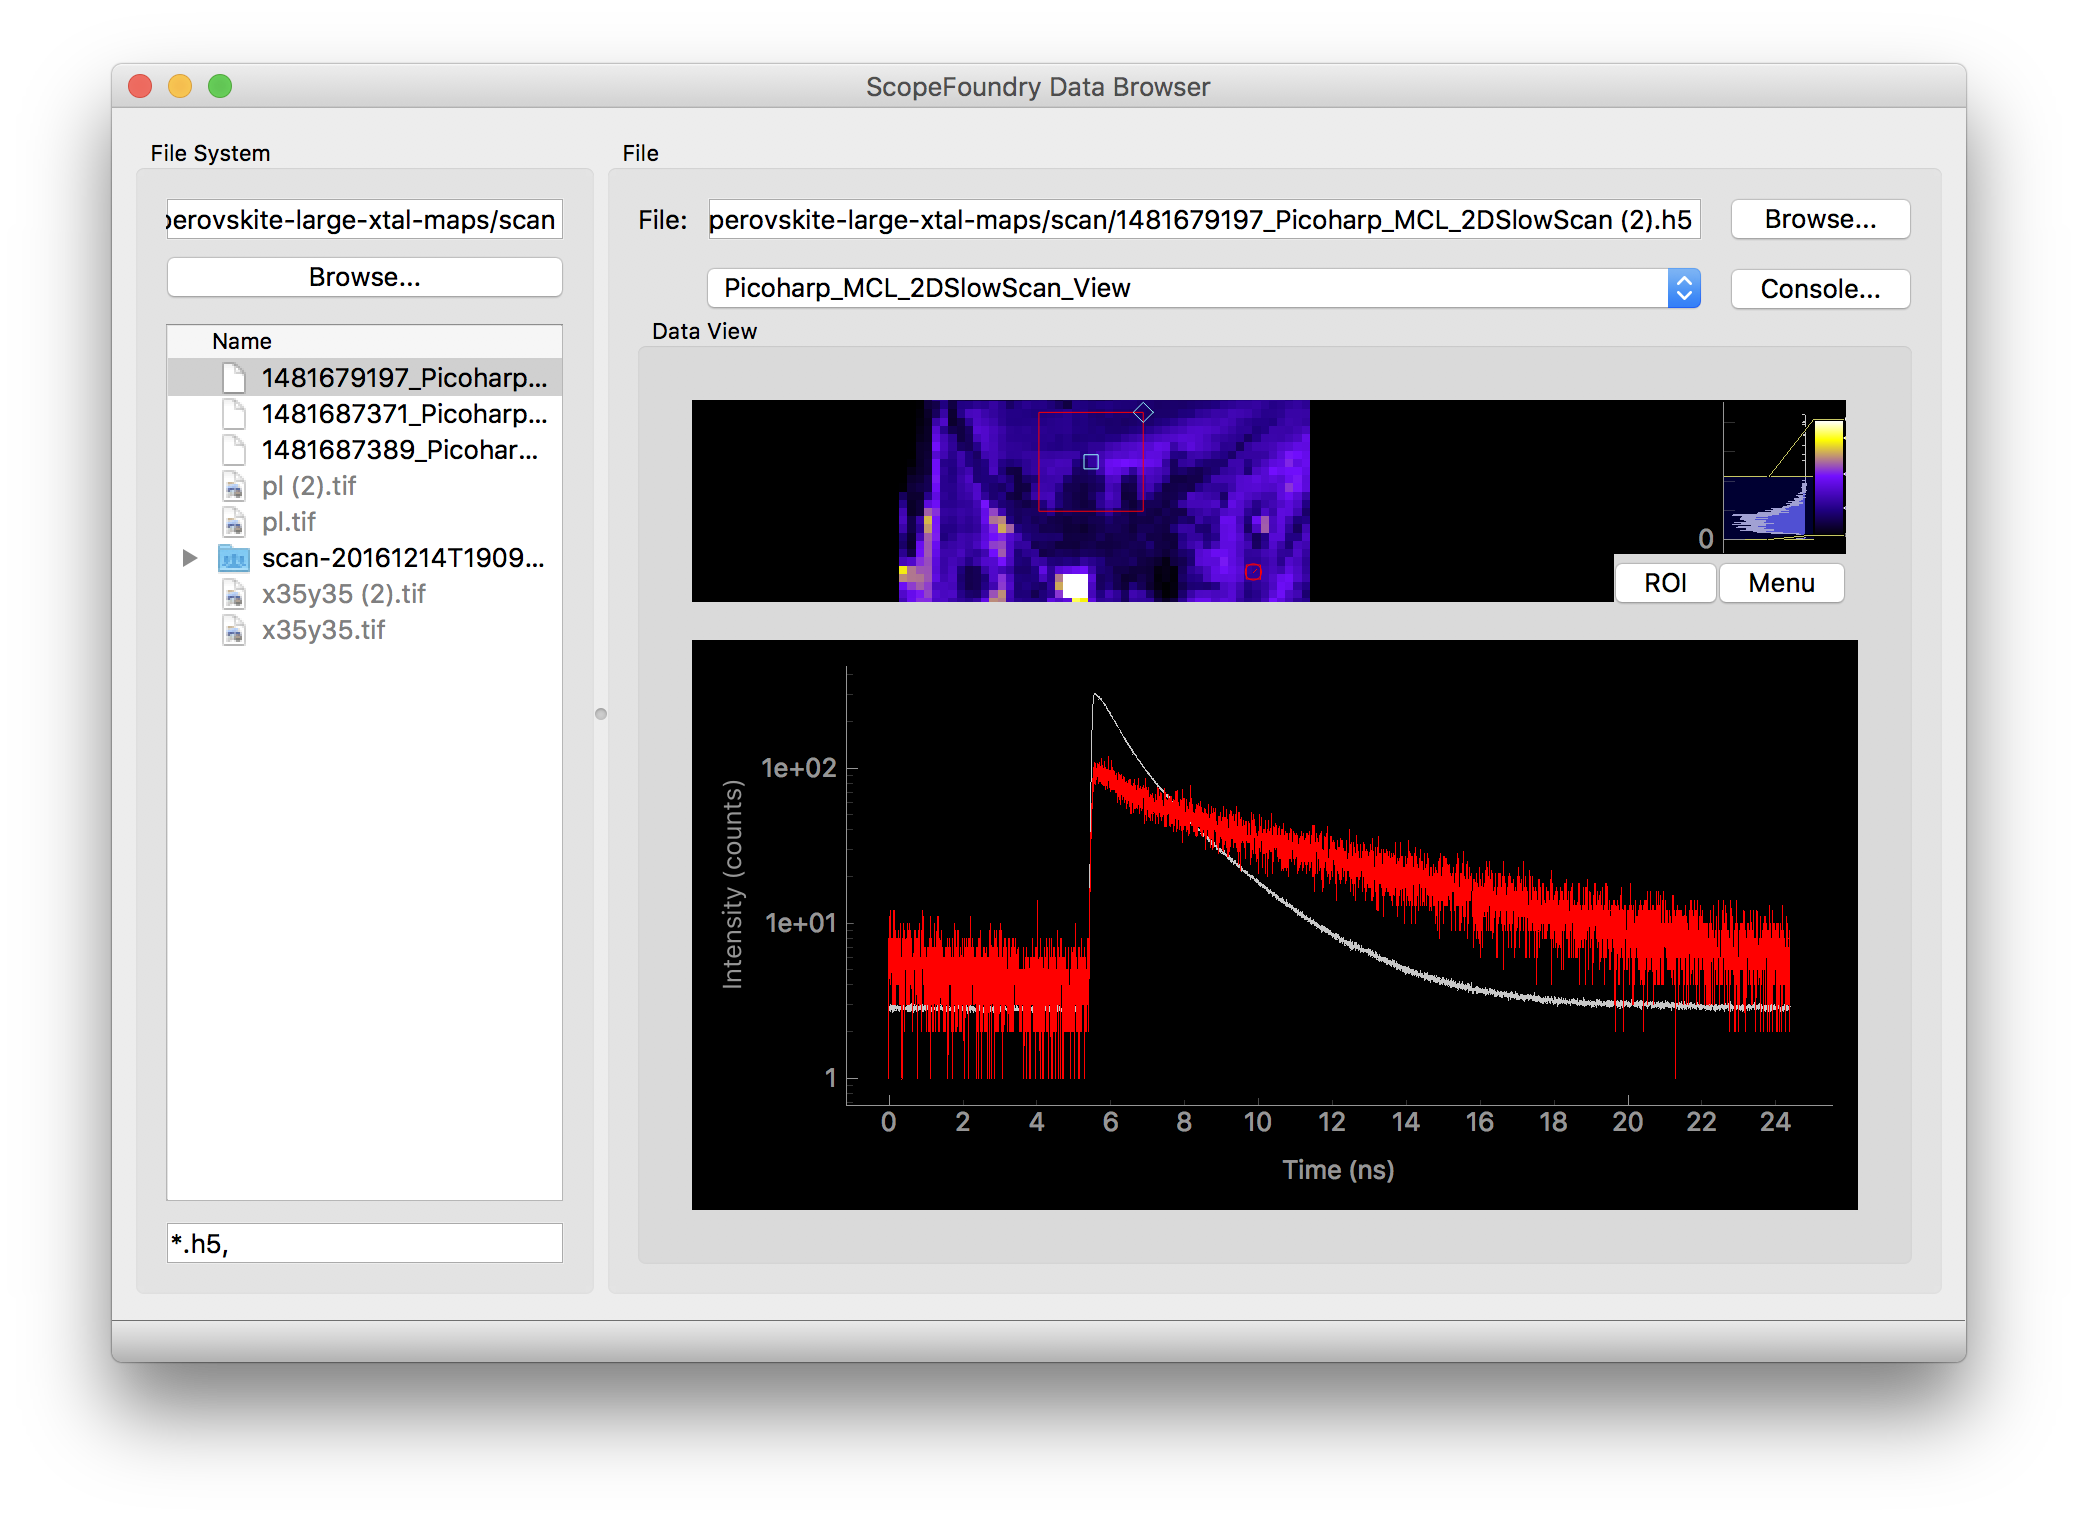 ScopeFoundry Data Browser
File System
perovskite-large-xtal-maps/scan
Browse...
Name
1481679197_Picoharp...
1481687371_Picoharp...
1481687389_Picohar...
pl (2).tif
pl.tif
scan-20161214T1909...
x35y35 (2).tif
x35y35.tif
*.h5,
File
File: perovskite-large-xtal-maps/scan/1481679197_Picoharp_MCL_2DSlowScan (2).h5 Browse...
Picoharp_MCL_2DSlowScan_View Console...
Data View
0
ROI Menu
Intensity (counts)
1e+02
1e+01
1
0 2 4 6 8 10 12 14 16 18 20 22 24
Time (ns)